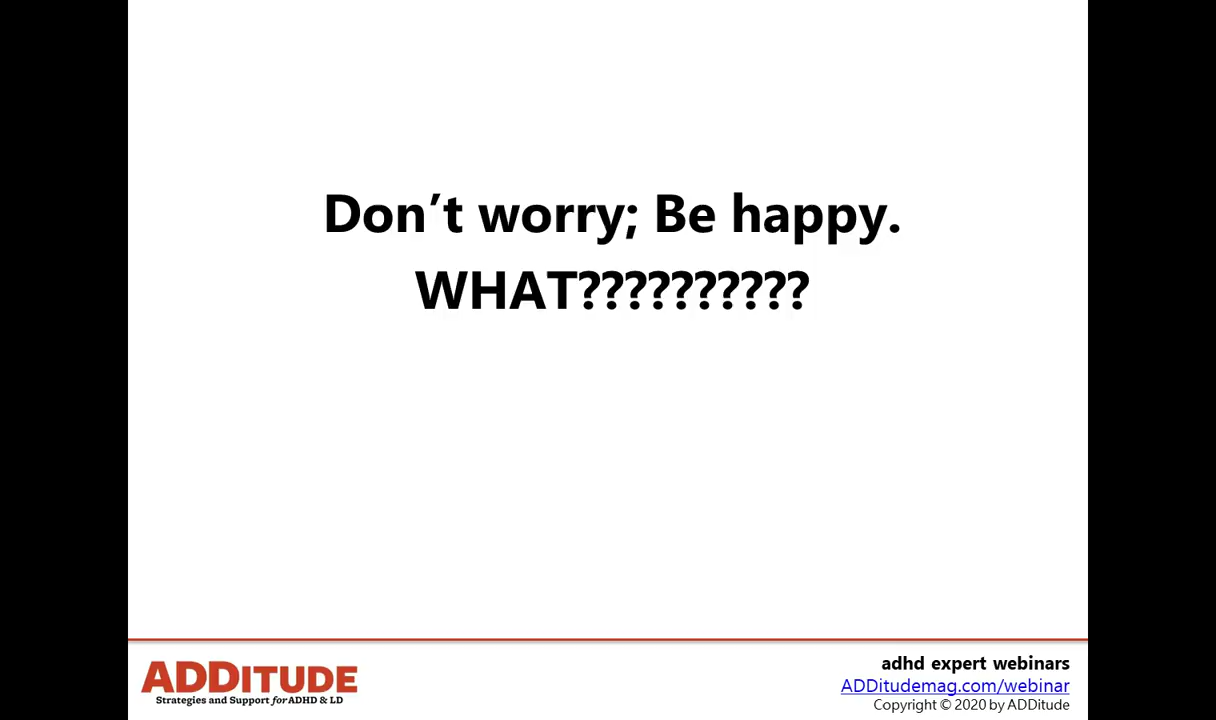 Don’t worry; Be happy.
WHAT??????????
ADDITUDE
Strategies and Support for ADHD & LD
adhd expert webinars
ADDitudemag.com/webinar
Copyright © 2020 by ADDitude